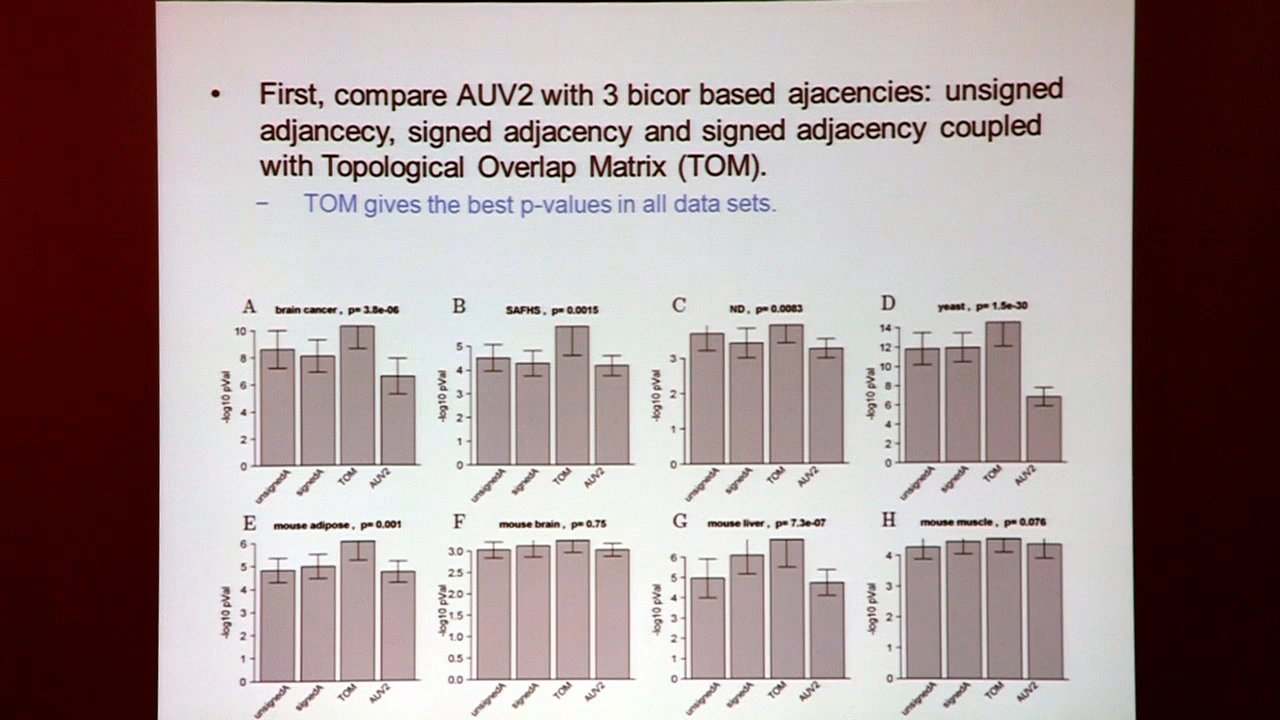 • First, compare AUV2 with 3 bicor based ajacencies: unsigned
adjancecy, signed adjacency and signed adjacency coupled
with Topological Overlap Matrix (TOM).
– TOM gives the best p-values in all data sets.
A brain cancer , p= 3.8e-06
-log10 pVal
10
8
6
4
2
0
unsignedA signedA TOM AUV2
B SAFHS , p= 0.0015
-log10 pVal
5
4
3
2
1
0
unsignedA signedA TOM AUV2
C ND , p= 0.0083
-log10 pVal
3
2
1
0
unsignedA signedA TOM AUV2
D yeast , p= 1.5e-30
-log10 pVal
14
12
10
8
6
4
2
0
unsignedA signedA TOM AUV2
E mouse adipose , p= 0.001
-log10 pVal
6
5
4
3
2
1
0
unsignedA signedA TOM AUV2
F mouse brain , p= 0.75
-log10 pVal
3.0
2.5
2.0
1.5
1.0
0.5
0.0
unsignedA signedA TOM AUV2
G mouse liver , p= 7.3e-07
-log10 pVal
6
5
4
3
2
1
0
unsignedA signedA TOM AUV2
H mouse muscle , p= 0.076
-log10 pVal
4
3
2
1
0
unsignedA signedA TOM AUV2